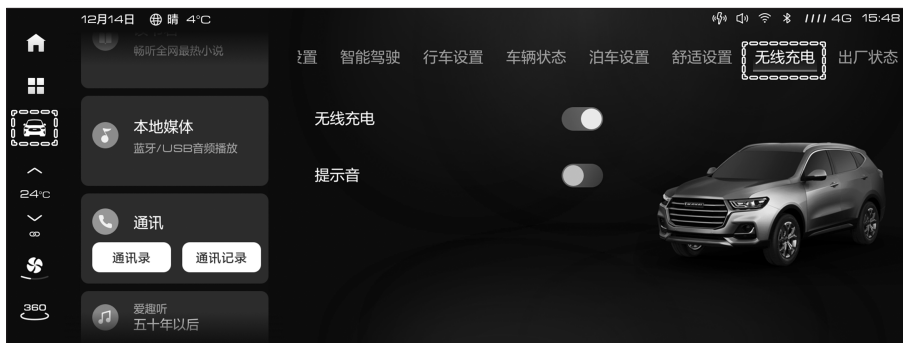 12月14日 晴 4°C
4G 15:48
畅听全网最热小说
置 智能驾驶 行车设置 车辆状态 泊车设置 舒适设置 无线充电 出厂状态
本地媒体
蓝牙/USB音频播放
无线充电
提示音
24°C
通讯
通讯录 通讯记录
360
爱趣听
五十年以后